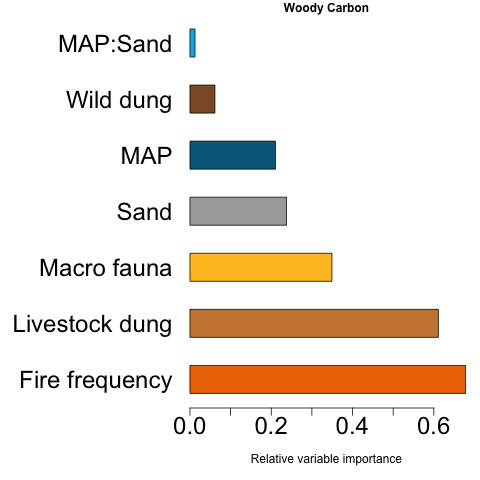 Woody Carbon
MAP:Sand
Wild dung
MAP
Sand
Macro fauna
Livestock dung
Fire frequency
0.0 0.2 0.4 0.6
Relative variable importance